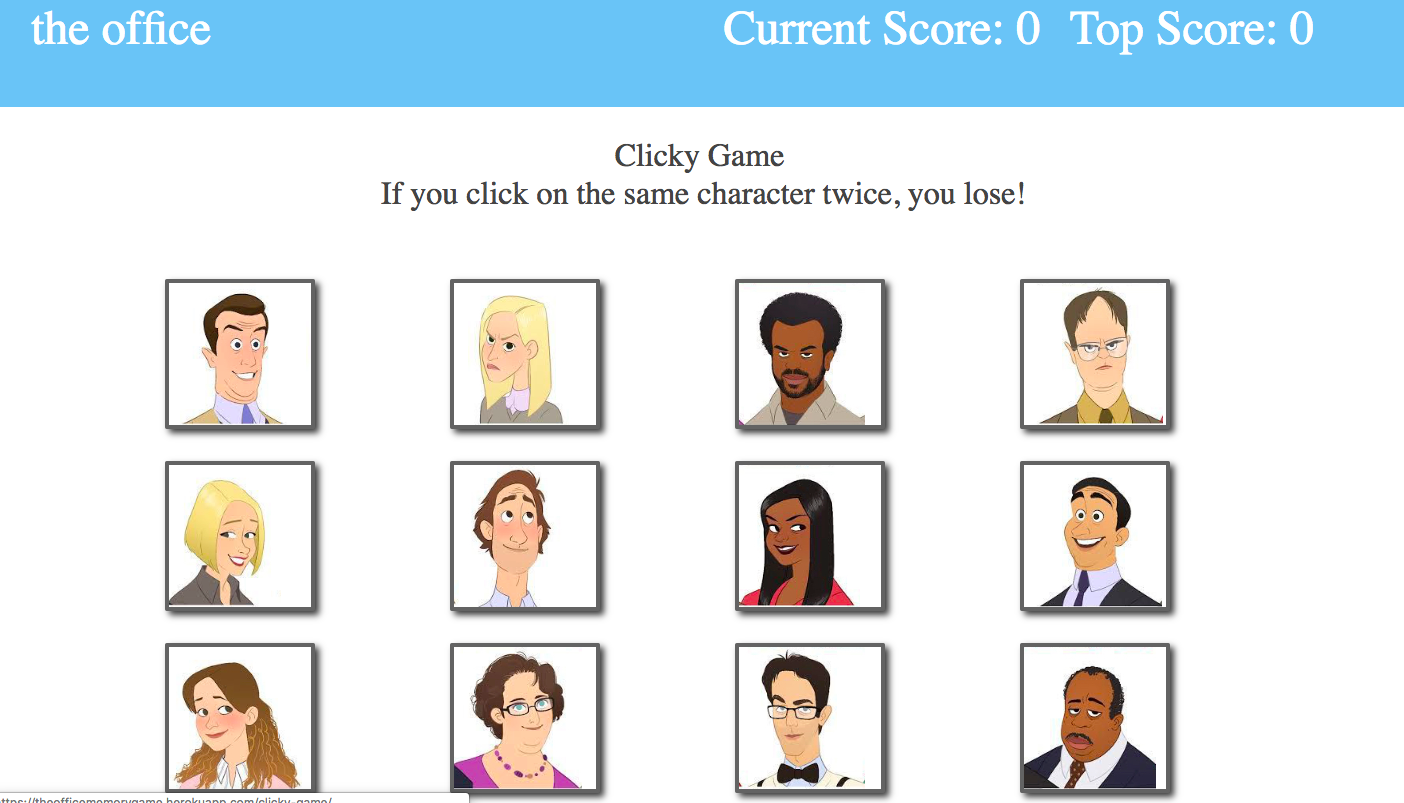 the office
Current Score: 0 Top Score: 0
Clicky Game
If you click on the same character twice, you lose!
ttps://theofficememorygame.herokuapp.com/clicky-game/